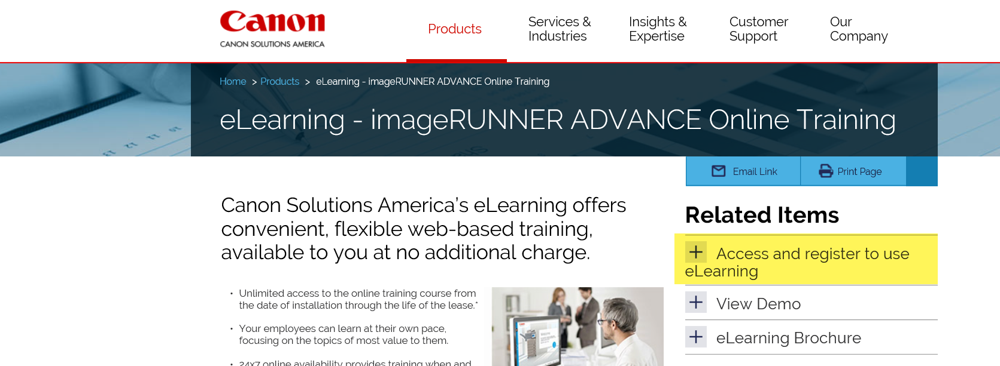 Canon
CANON SOLUTIONS AMERICA
Products
Services &
Industries
Insights &
Expertise
Customer
Support
Our
Company
Home > Products > eLearning - imageRUNNER ADVANCE Online Training
eLearning - imageRUNNER ADVANCE Online Training
Email Link
Print Page
Canon Solutions America’s eLearning offers
convenient, flexible web-based training,
available to you at no additional charge.
• Unlimited access to the online training course from
the date of installation through the life of the lease.*
• Your employees can learn at their own pace,
focusing on the topics of most value to them.
• 24x7 online availability provides training when and
Related Items
+ Access and register to use
eLearning
+ View Demo
+ eLearning Brochure